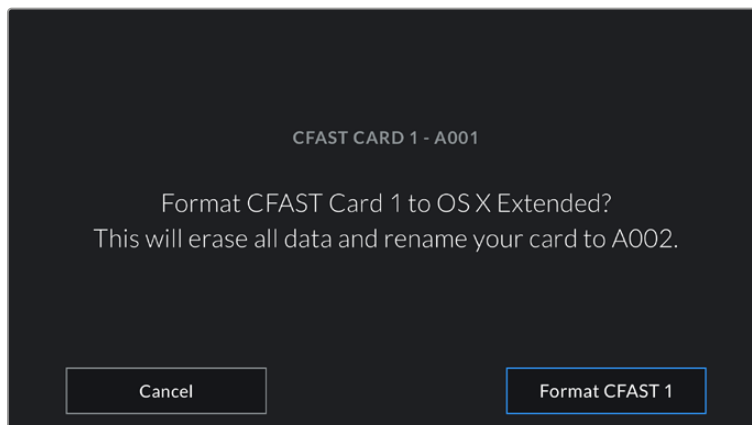 CFAST CARD 1 - A001
Format CFAST Card 1 to OS X Extended?
This will erase all data and rename your card to A002.
Cancel
Format CFAST 1